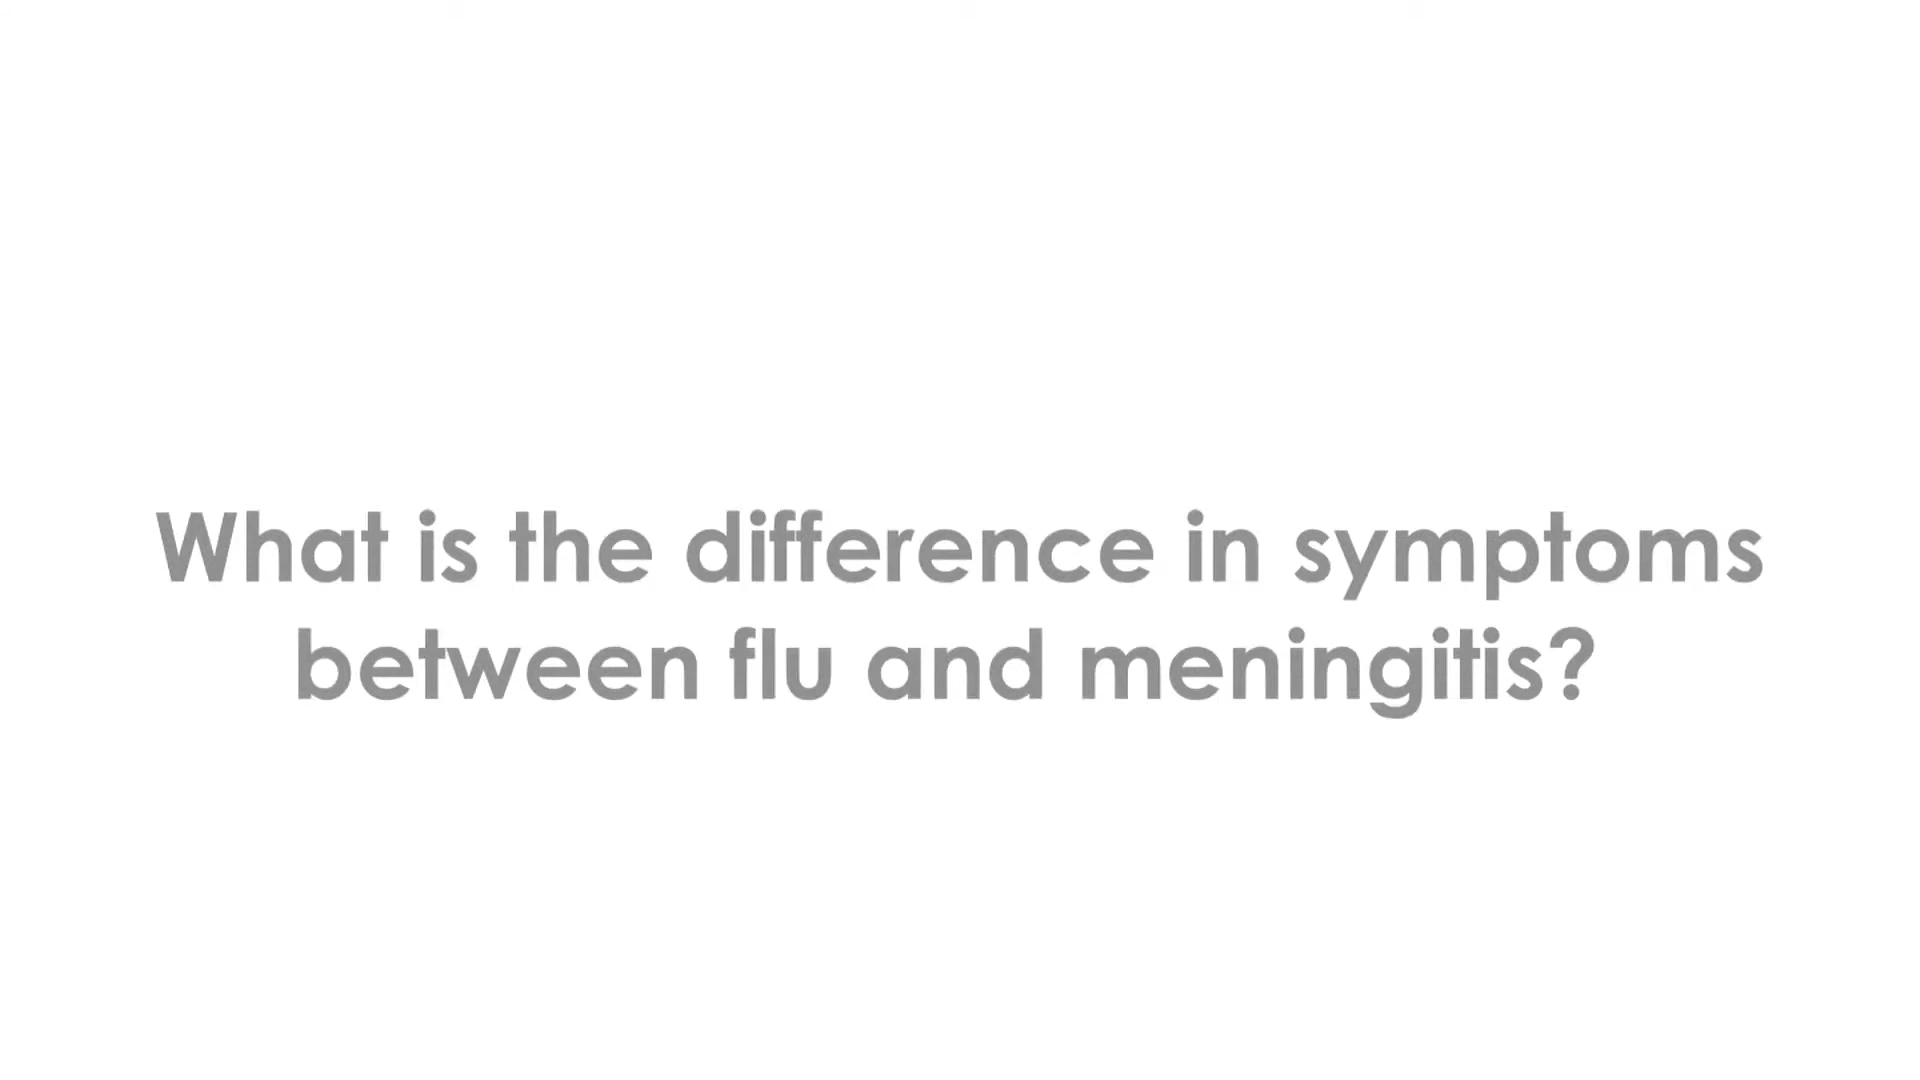 What is the difference in symptoms
between flu and meningitis?